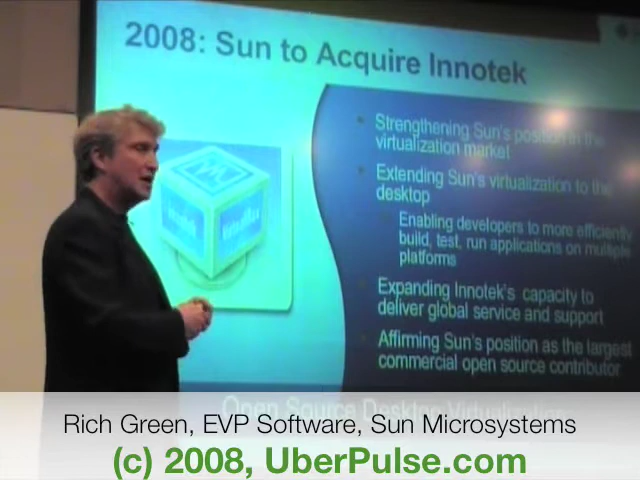 2008: Sun to Acquire Innotek
Strengthening Sun's position in the
virtualization market
Extending Sun's virtualization to the
desktop
Enabling developers to more efficiently
build, test, run applications on multiple
platforms
Expanding Innotek's capacity to
deliver global service and support
Affirming Sun's position as the largest
commercial open source contributor
Open Source Desktop Virtualization
Rich Green, EVP Software, Sun Microsystems
(c) 2008, UberPulse.com